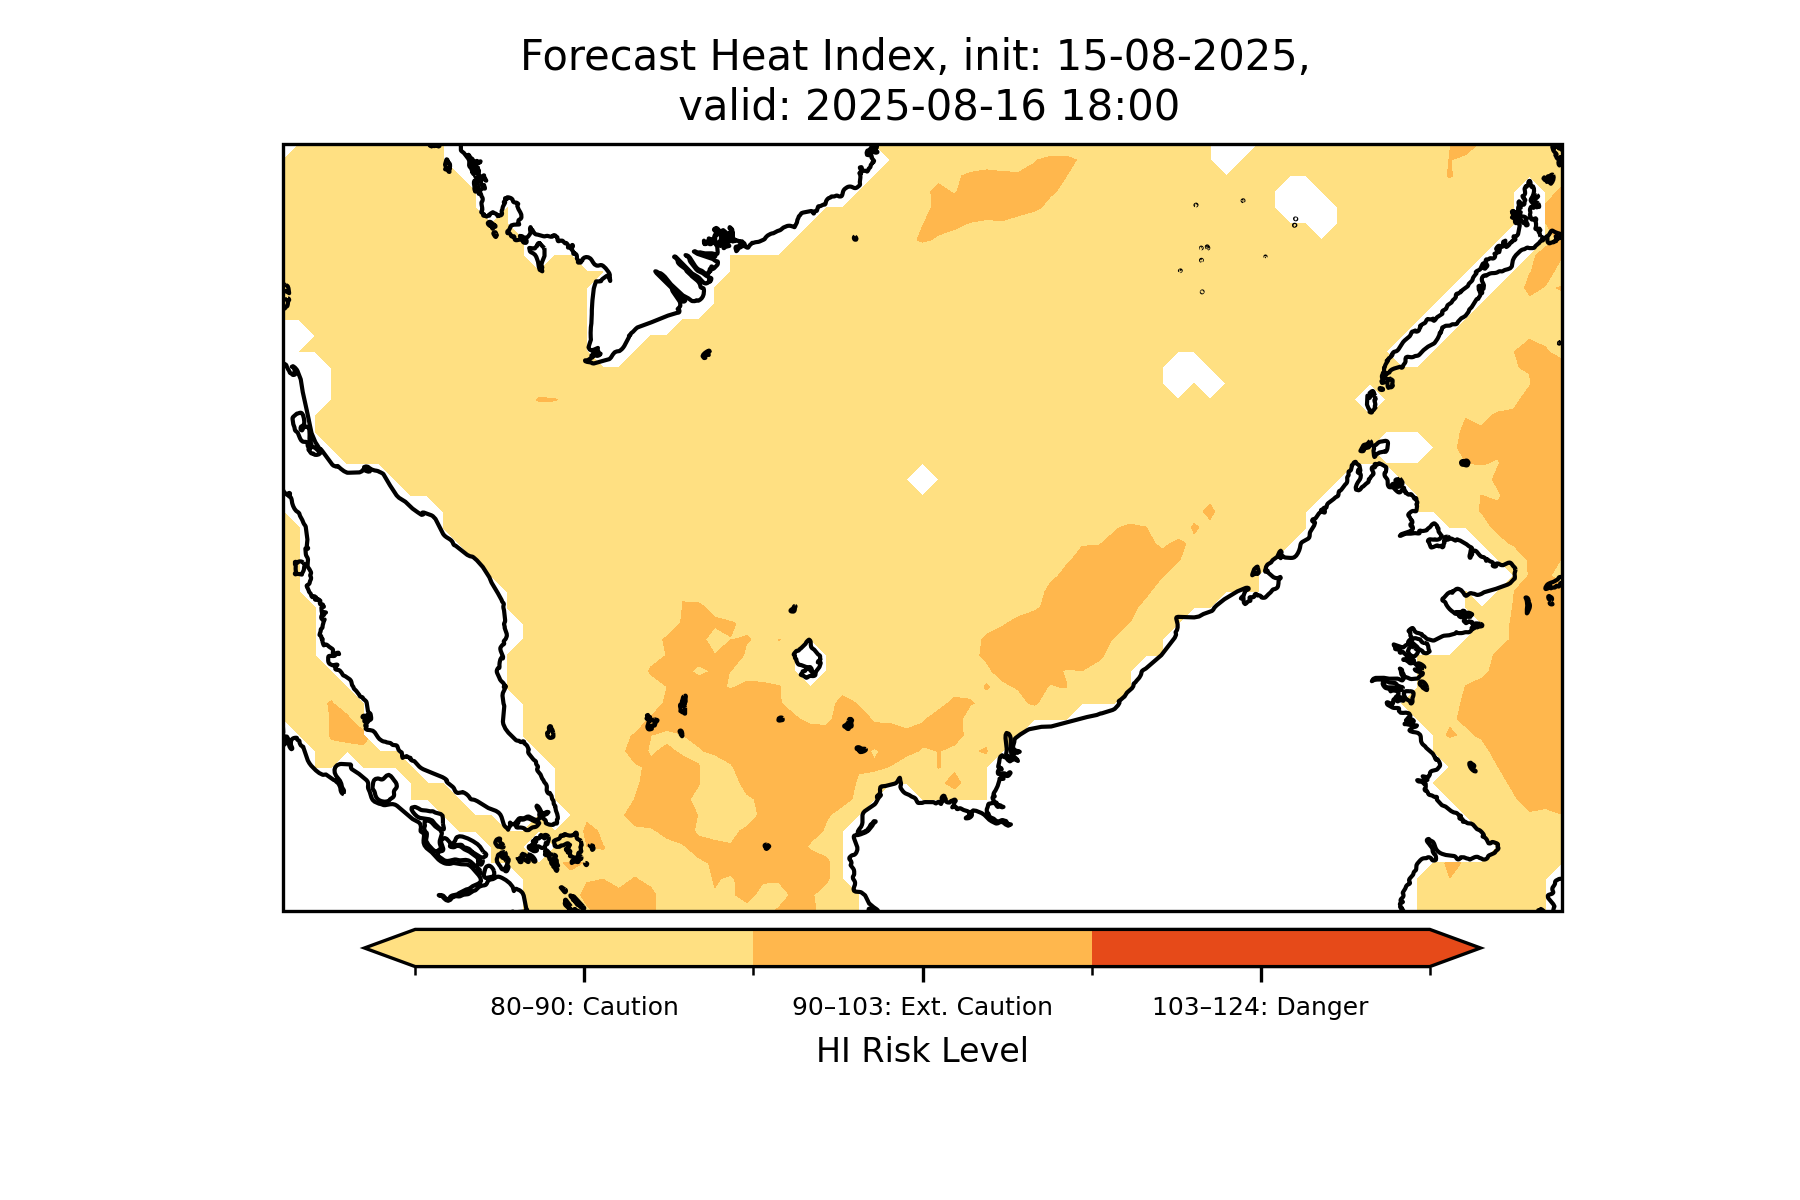 Forecast Heat Index, init: 15-08-2025,
valid: 2025-08-16 18:00
80–90: Caution
90–103: Ext. Caution
103–124: Danger
HI Risk Level